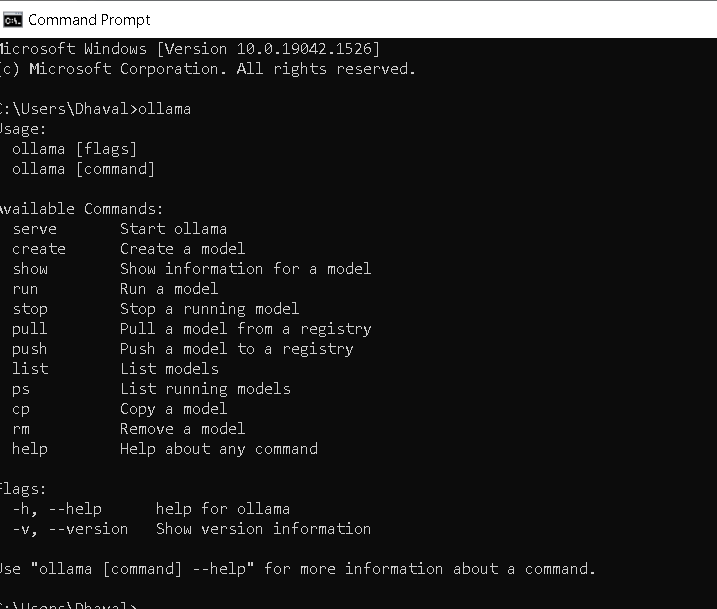 Command Prompt
Microsoft Windows [Version 10.0.19042.1526]
(c) Microsoft Corporation. All rights reserved.
C:\Users\Dhaval>ollama
Usage:
  ollama [flags]
  ollama [command]
Available Commands:
  serve       Start ollama
  create      Create a model
  show        Show information for a model
  run         Run a model
  stop        Stop a running model
  pull        Pull a model from a registry
  push        Push a model to a registry
  list        List models
  ps          List running models
  cp          Copy a model
  rm          Remove a model
  help        Help about any command
Flags:
  -h, --help      help for ollama
  -v, --version   Show version information
Use "ollama [command] --help" for more information about a command.
C:\Users\Dhaval>